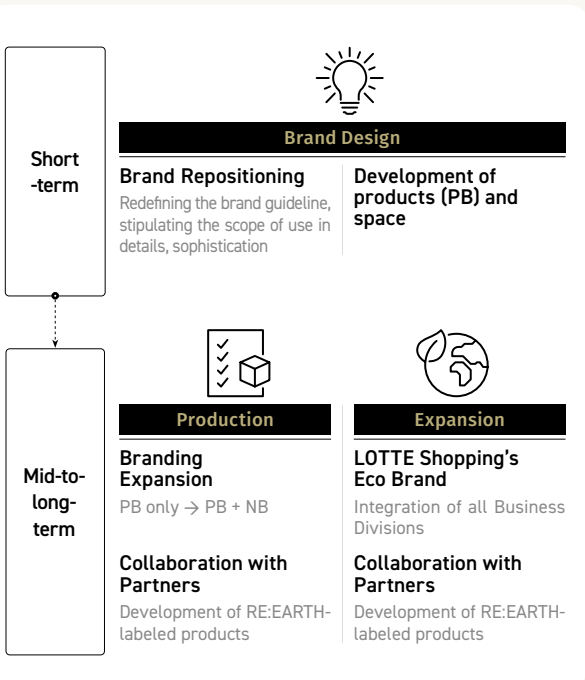 Short
-term
Brand Design
Brand Repositioning
Redefining the brand guideline,
stipulating the scope of use in
details, sophistication
Development of
products (PB) and
space
Mid-to-
long-
term
Production
Branding
Expansion
PB only → PB + NB
Collaboration with
Partners
Development of RE:EARTH-
labeled products
Expansion
LOTTE Shopping’s
Eco Brand
Integration of all Business
Divisions
Collaboration with
Partners
Development of RE:EARTH-
labeled products